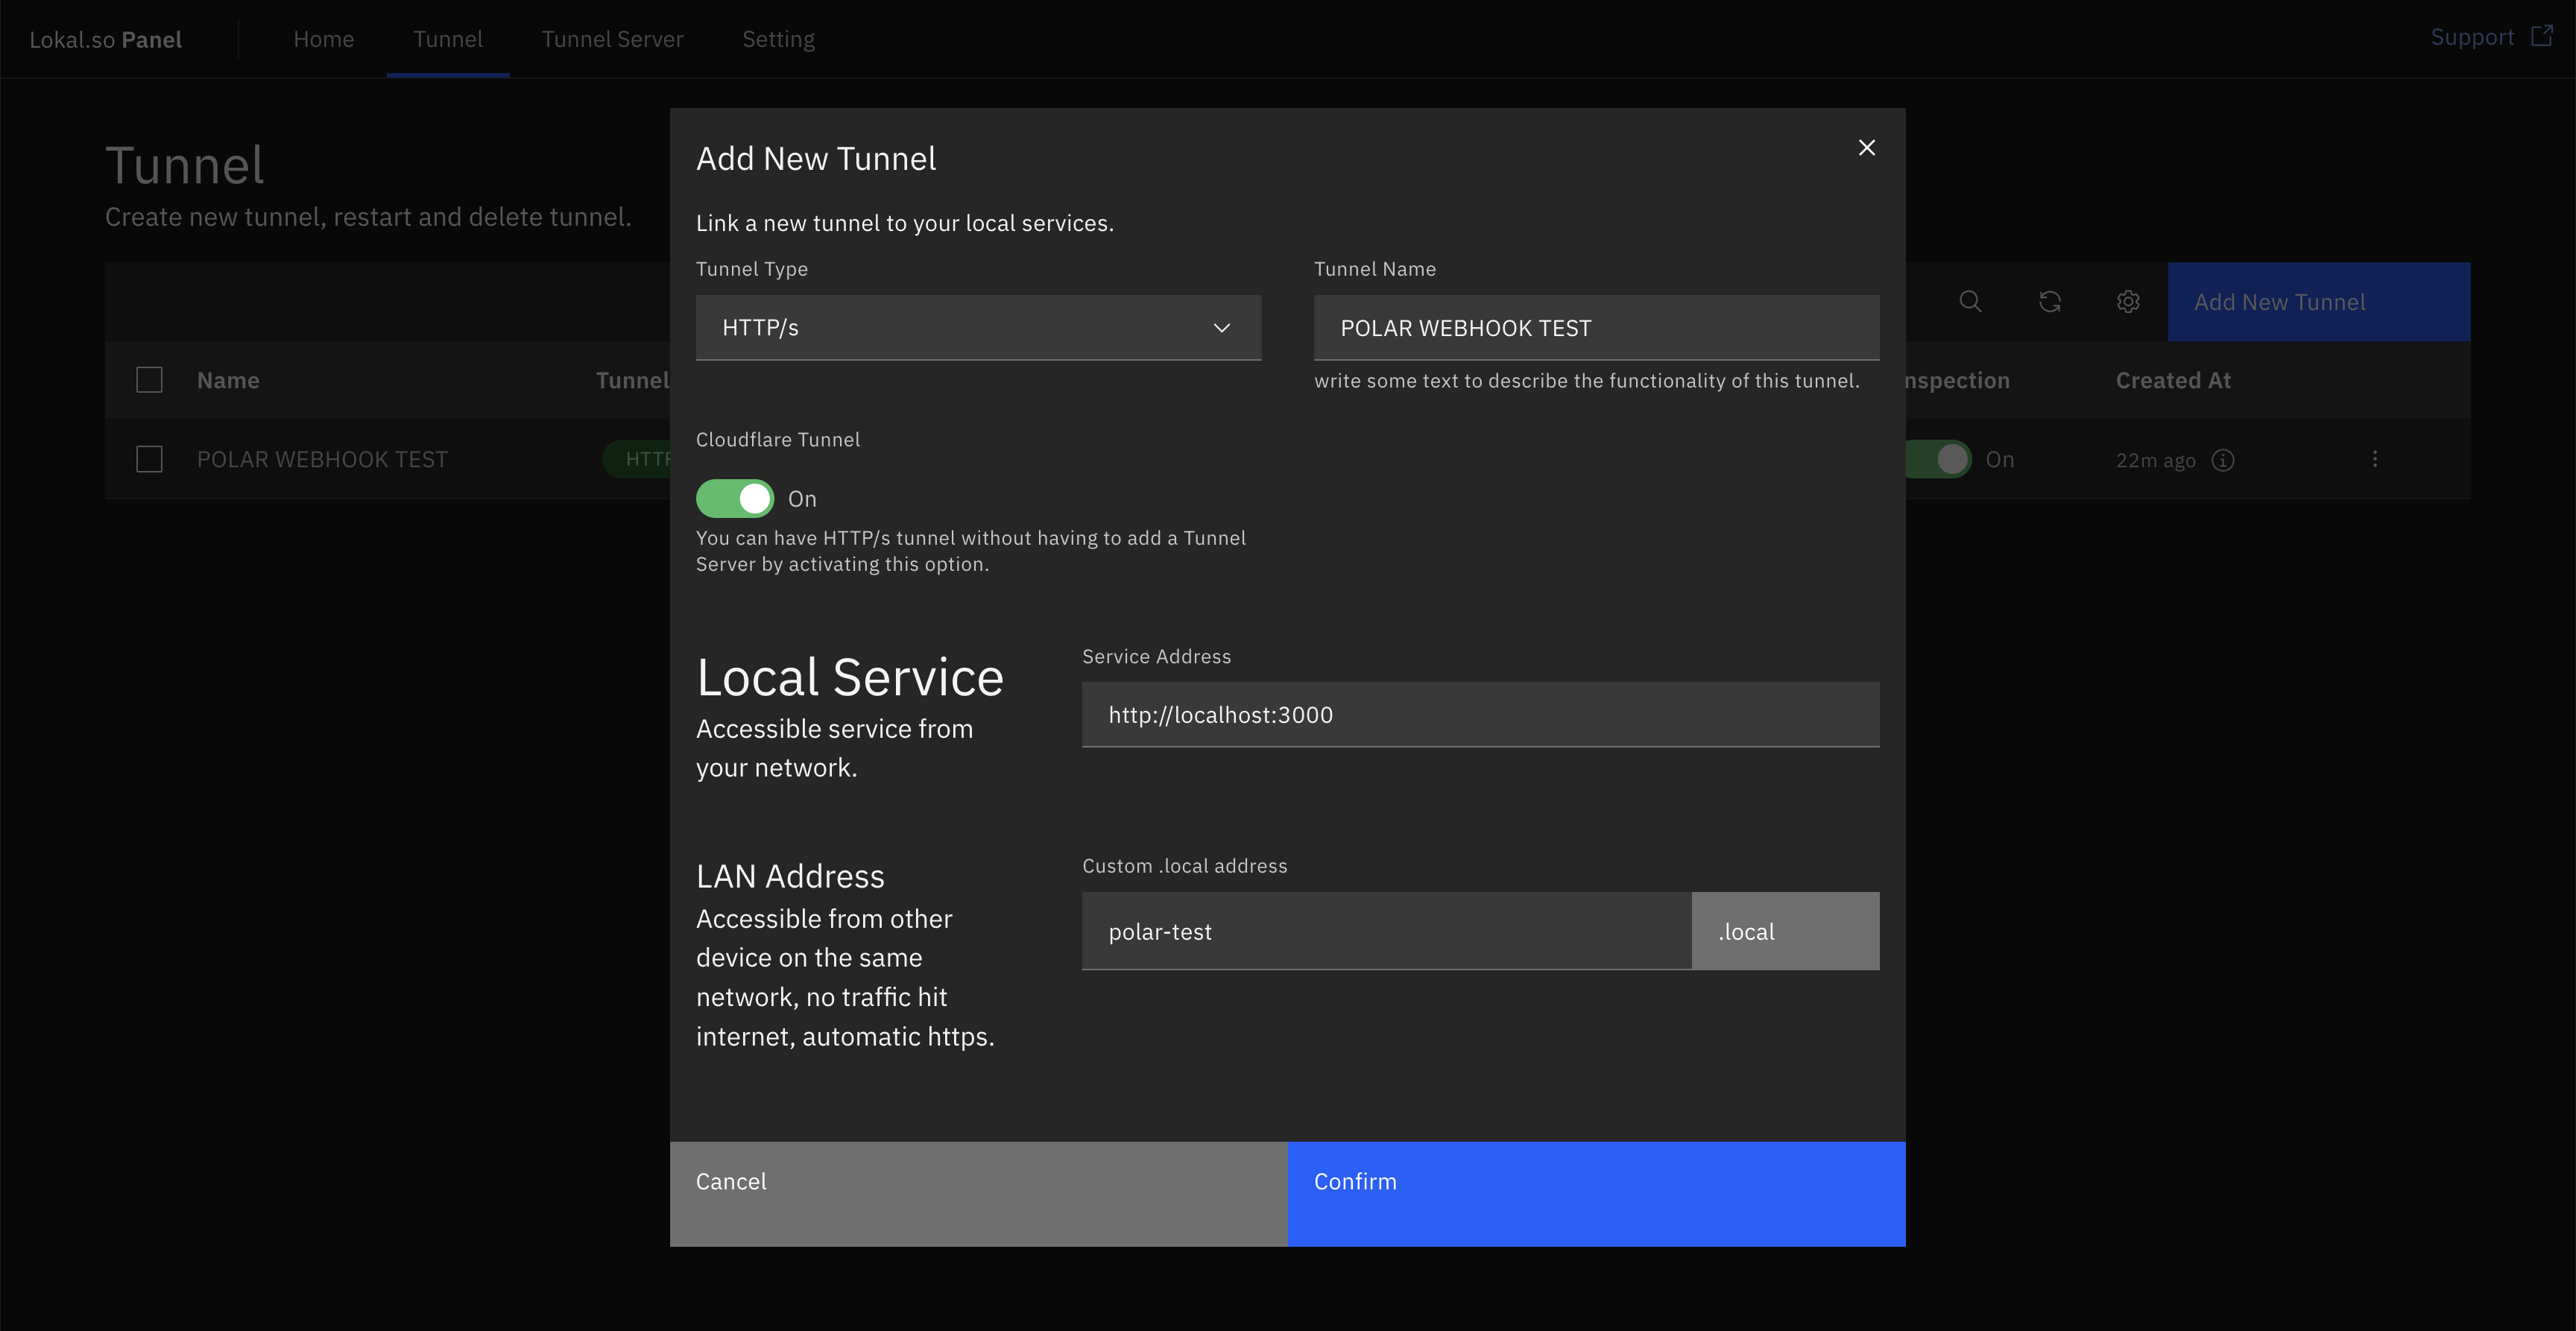 Lokal.so Panel
Home
Tunnel
Tunnel Server
Setting
Support
Tunnel
Create new tunnel, restart and delete tunnel.
Add New Tunnel
Name
Tunnel
nspection
Created At
POLAR WEBHOOK TEST
HTTP
On
22m ago
Add New Tunnel
Link a new tunnel to your local services.
Tunnel Type
HTTP/s
Tunnel Name
POLAR WEBHOOK TEST
write some text to describe the functionality of this tunnel.
Cloudflare Tunnel
On
You can have HTTP/s tunnel without having to add a Tunnel
Server by activating this option.
Local Service
Accessible service from
your network.
Service Address
http://localhost:3000
LAN Address
Accessible from other
device on the same
network, no traffic hit
internet, automatic https.
Custom .local address
polar-test
.local
Cancel
Confirm